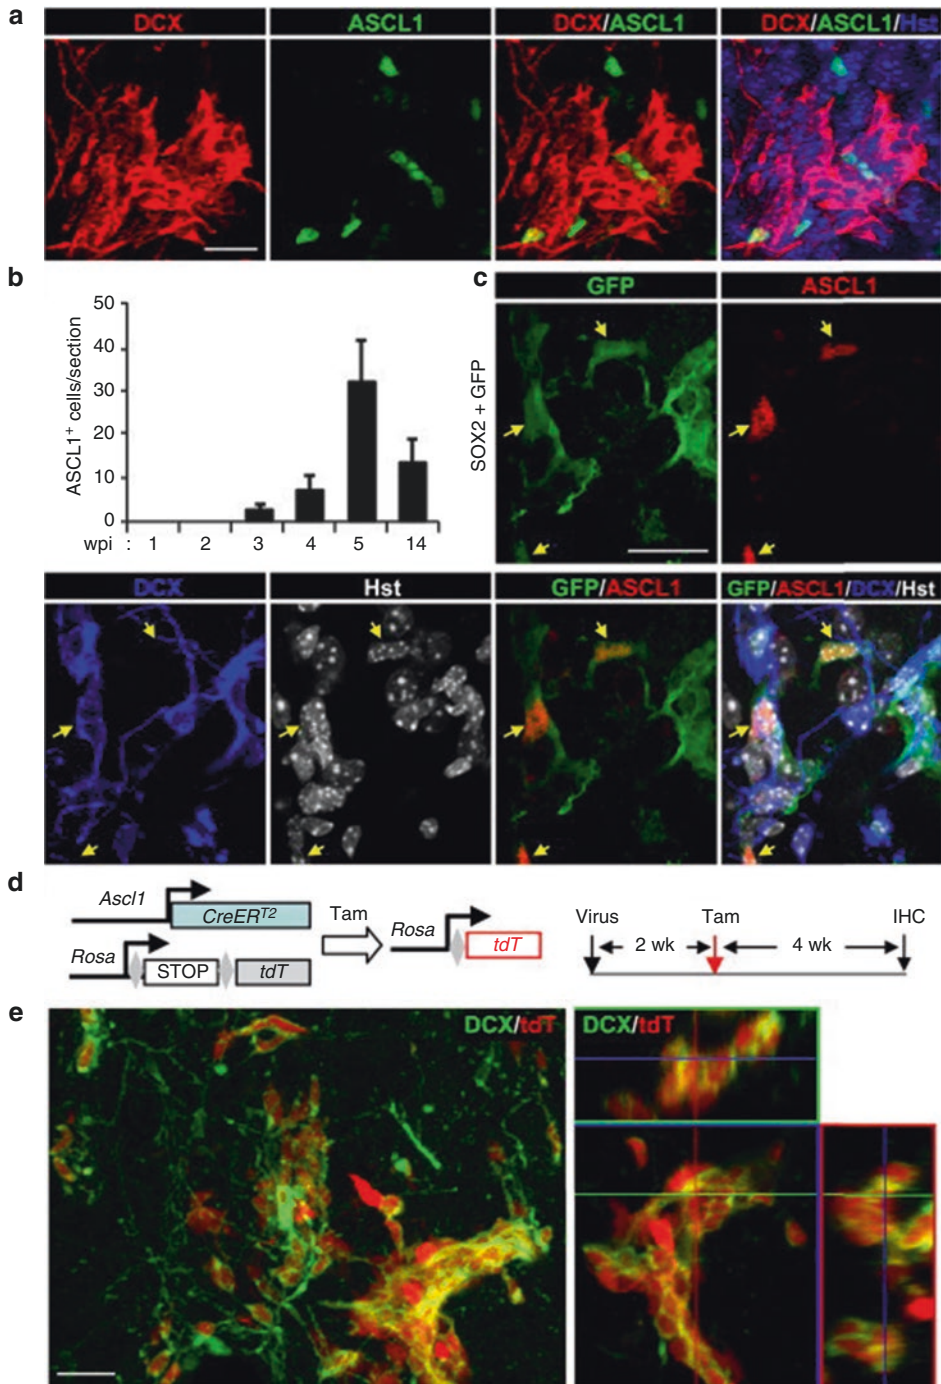 a
DCX
ASCL1
DCX/ASCL1
DCX/ASCL1/Hst
b
50
40
30
20
10
0
ASCL1+ cells/section
wpi : 1 2 3 4 5 14
c
GFP
ASCL1
SOX2 + GFP
DCX
Hst
GFP/ASCL1
GFP/ASCL1/DCX/Hst
d
Ascl1
CreERT2
Rosa
STOP
tdT
Tam
Rosa
tdT
Virus
Tam
IHC
2 wk
4 wk
e
DCX/tdT
DCX/tdT